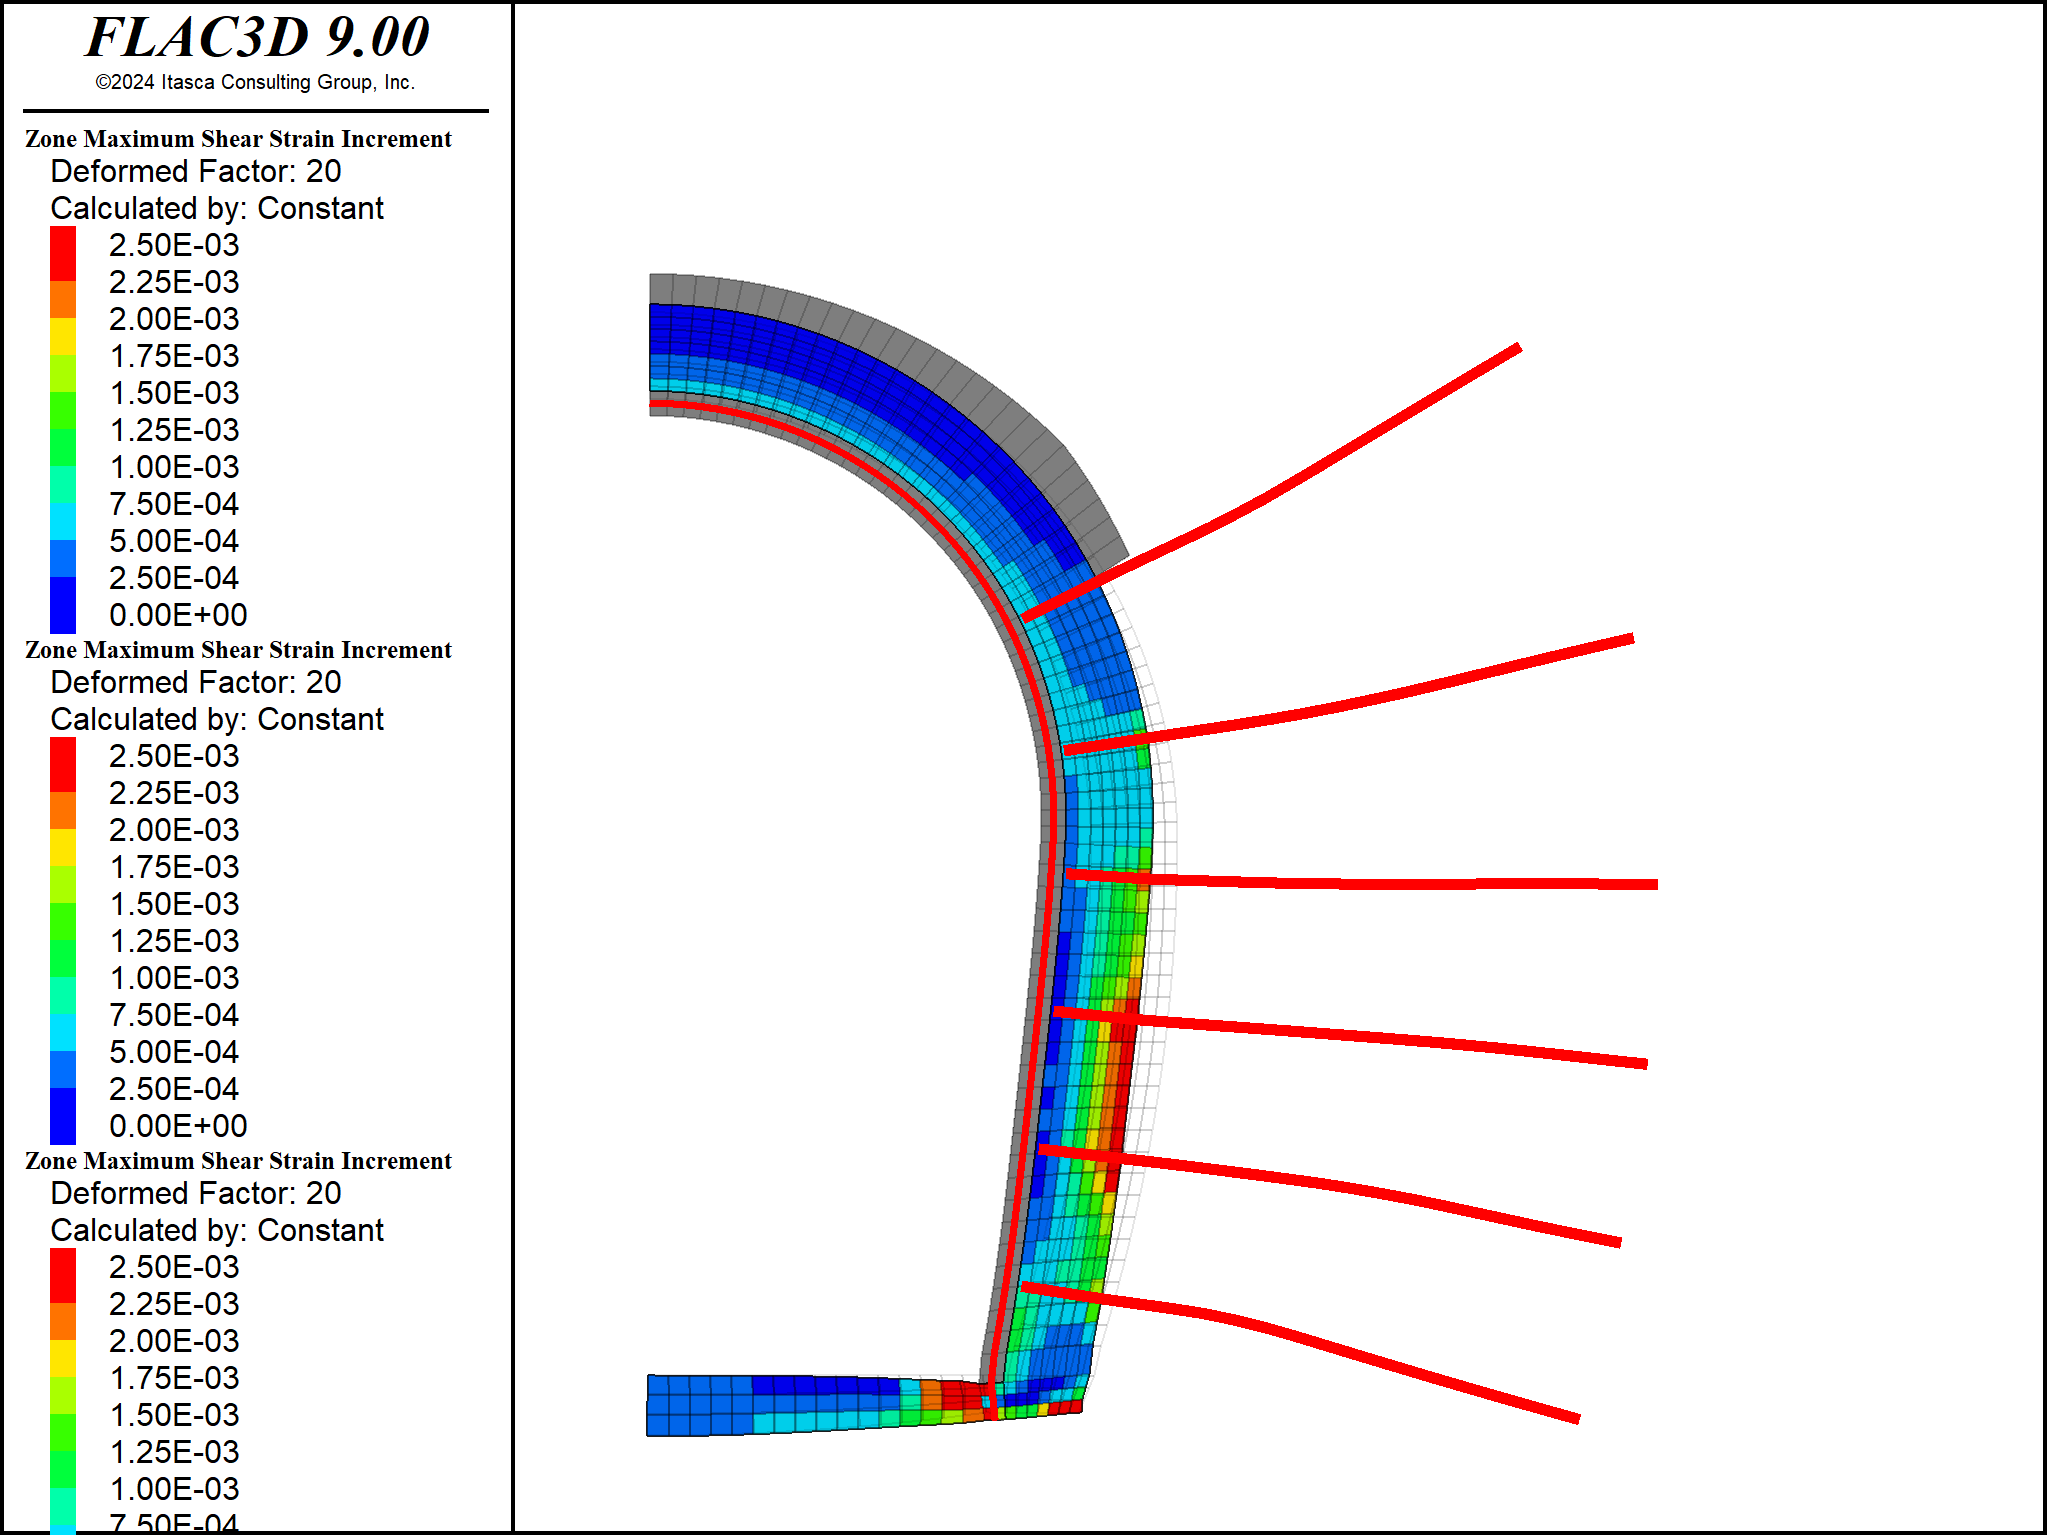 FLAC3D 9.00
©2024 Itasca Consulting Group, Inc.
Zone Maximum Shear Strain Increment
Deformed Factor: 20
Calculated by: Constant
2.50E-03
2.25E-03
2.00E-03
1.75E-03
1.50E-03
1.25E-03
1.00E-03
7.50E-04
5.00E-04
2.50E-04
0.00E+00
Zone Maximum Shear Strain Increment
Deformed Factor: 20
Calculated by: Constant
2.50E-03
2.25E-03
2.00E-03
1.75E-03
1.50E-03
1.25E-03
1.00E-03
7.50E-04
5.00E-04
2.50E-04
0.00E+00
Zone Maximum Shear Strain Increment
Deformed Factor: 20
Calculated by: Constant
2.50E-03
2.25E-03
2.00E-03
1.75E-03
1.50E-03
1.25E-03
1.00E-03
7.50E-04